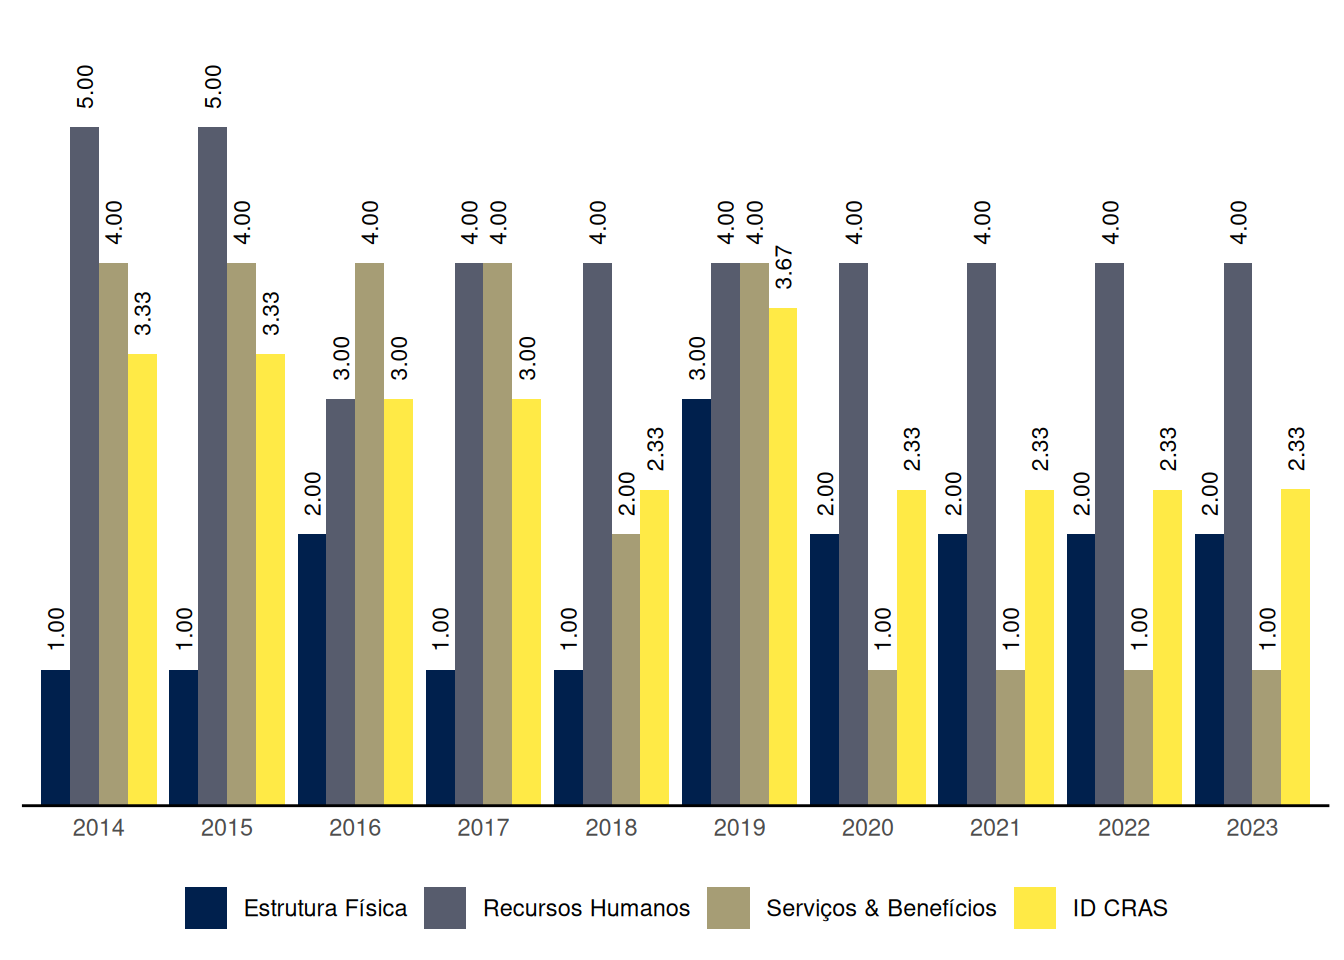 5.00 5.00
4.00 4.00 4.00 4.00 4.00 4.00 4.00 4.00 4.00 4.00 4.00 4.00
3.67
3.33 3.33
3.00 3.00 3.00 3.00
2.33 2.33 2.33 2.33 2.33
2.00 2.00 2.00 2.00 2.00 2.00
1.00 1.00 1.00 1.00 1.00 1.00 1.00 1.00
2014 2015 2016 2017 2018 2019 2020 2021 2022 2023
Estrutura Física Recursos Humanos Serviços & Benefícios ID CRAS